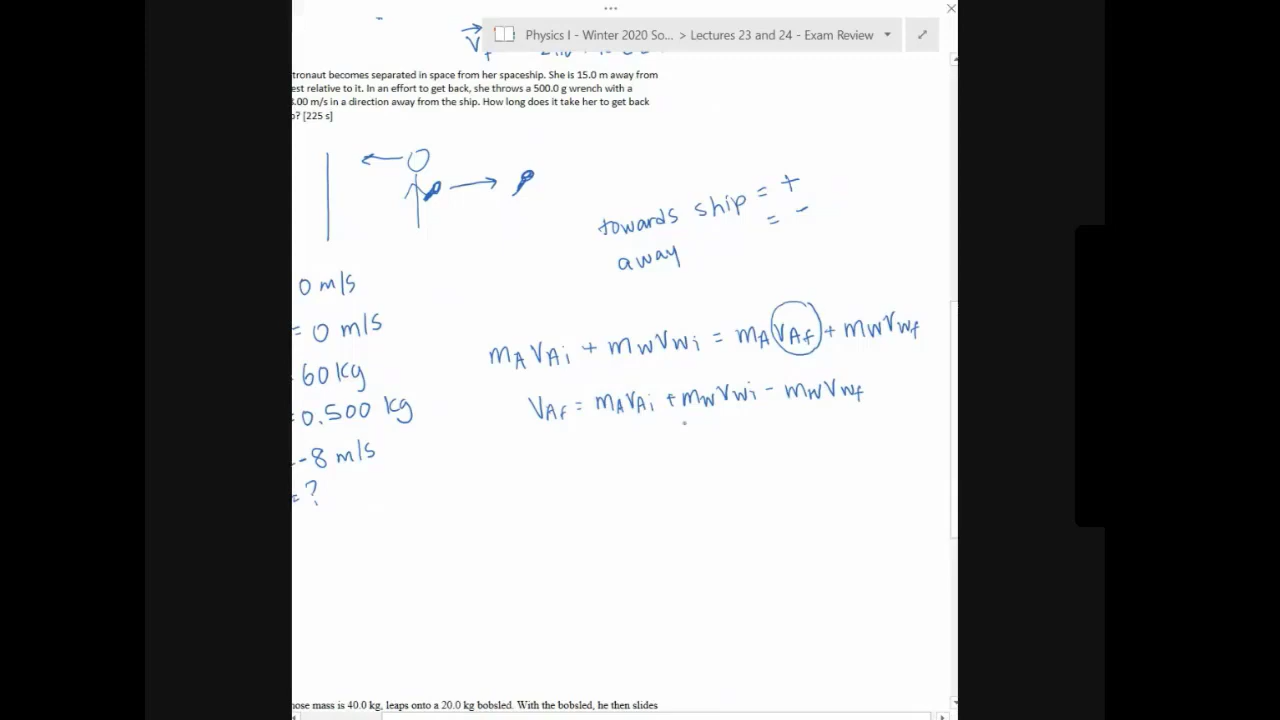 Physics I - Winter 2020 So... > Lectures 23 and 24 - Exam Review
tronaut becomes separated in space from her spaceship. She is 15.0 m away from
est relative to it. In an effort to get back, she throws a 500.0 g wrench with a
.00 m/s in a direction away from the ship. How long does it take her to get back
? [225 s]
towards ship = +
away = -
0 m/s
= 0 m/s
60 kg
= 0.500 kg
-8 m/s
= ?
mAVAi + mWVWi = mAVAf + mWVWf
VAf = mAVAi + mWVWi - mWVWf
ose mass is 40.0 kg, leaps onto a 20.0 kg bobsled. With the bobsled, he then slides